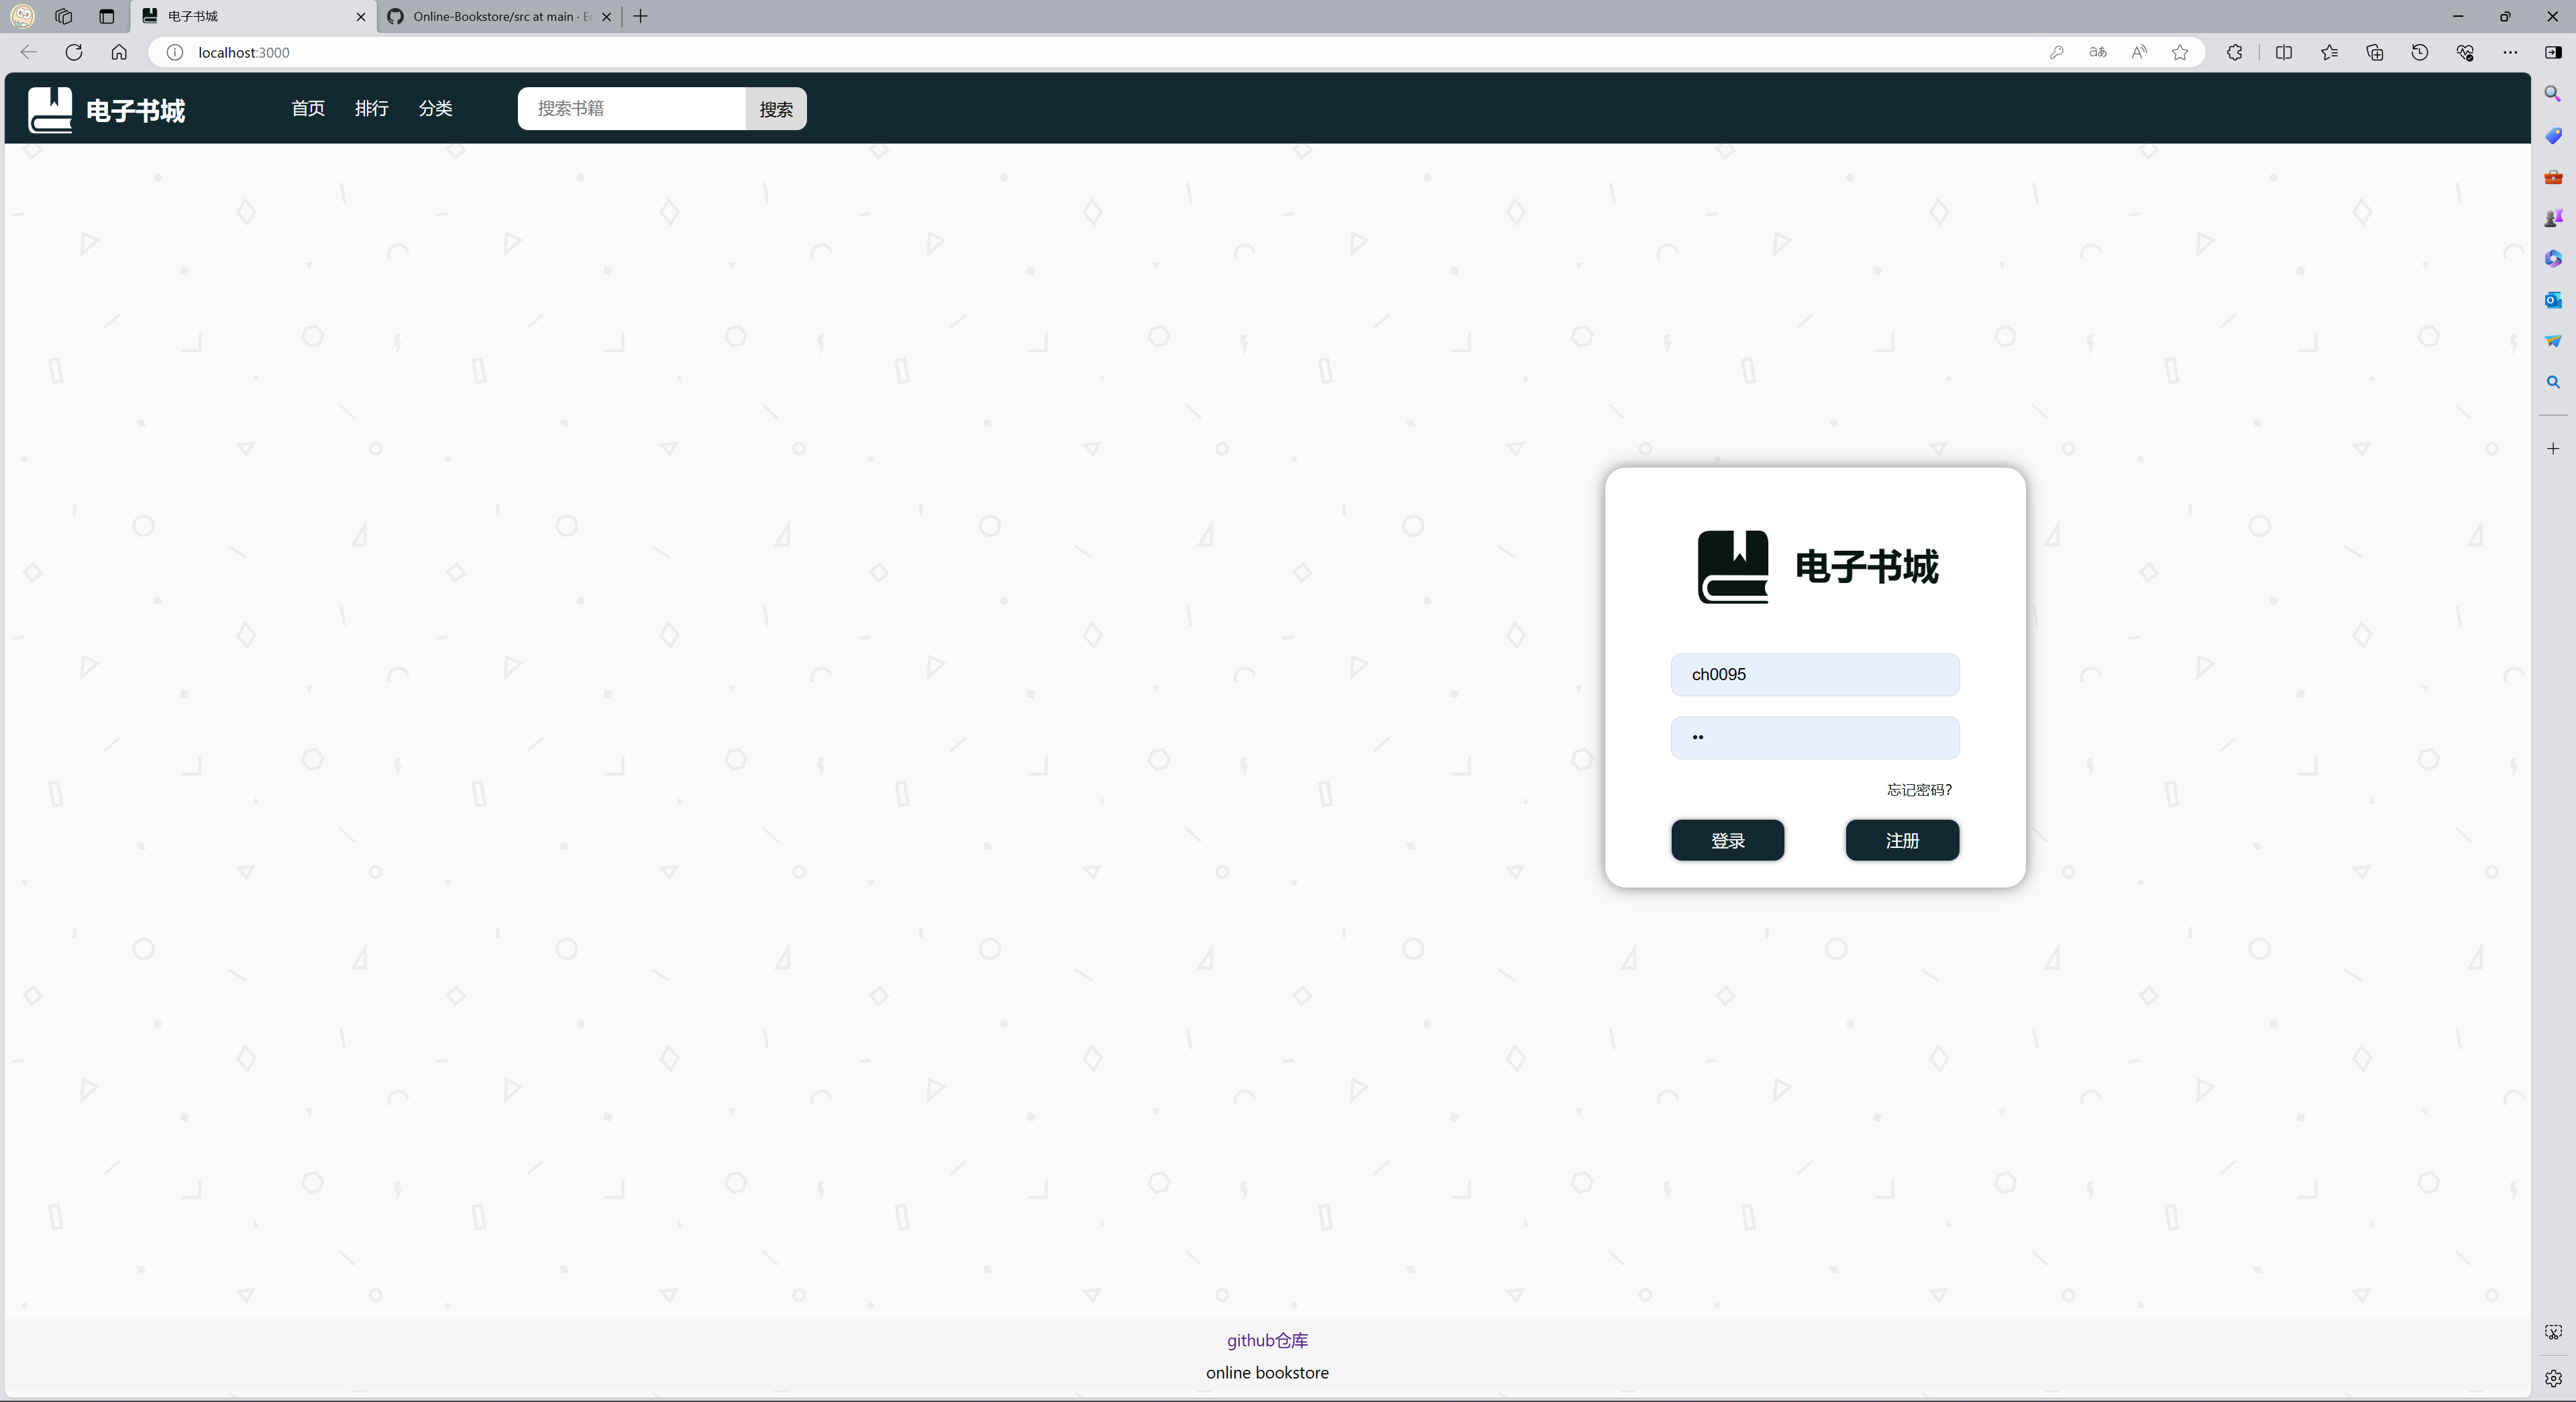 电子书城
Online-Bookstore/src at main · E
localhost:3000
电子书城
首页 排行 分类
搜索书籍
搜索
电子书城
ch0095
••
忘记密码?
登录 注册
github仓库
online bookstore